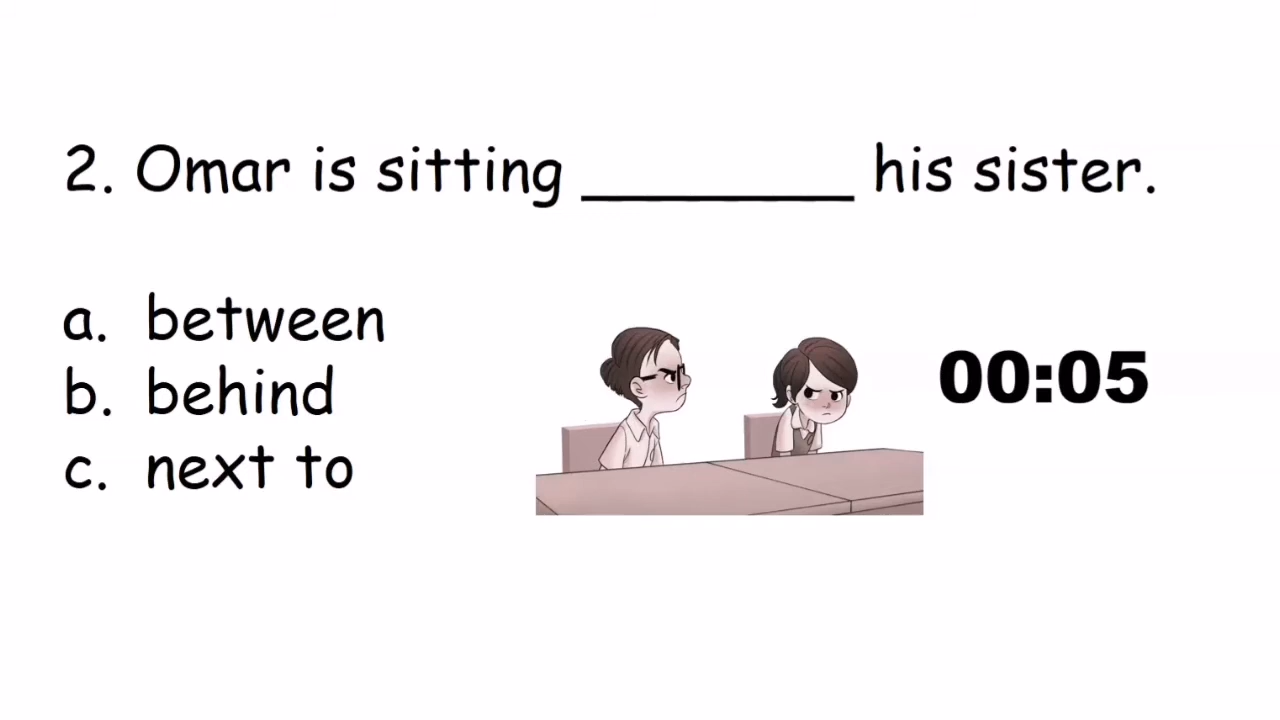 2. Omar is sitting ________ his sister.
a. between
b. behind
c. next to
00:05